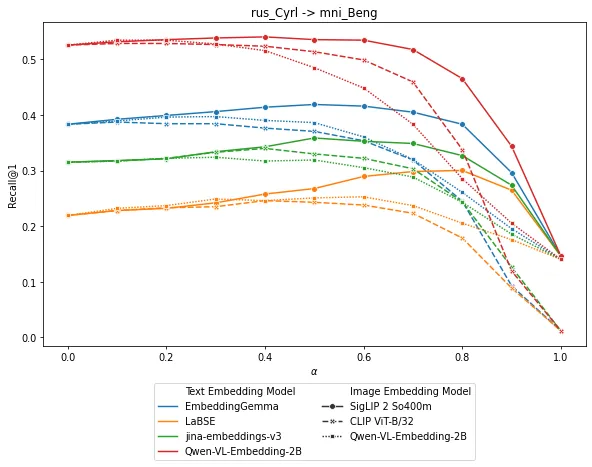 rus_Cyrl -> mni_Beng
Recall@1
0.5
0.4
0.3
0.2
0.1
0.0
0.0 0.2 0.4 0.6 0.8 1.0
α
Text Embedding Model
EmbeddingGemma
LaBSE
jina-embeddings-v3
Qwen-VL-Embedding-2B
Image Embedding Model
SigLIP 2 So400m
CLIP ViT-B/32
Qwen-VL-Embedding-2B